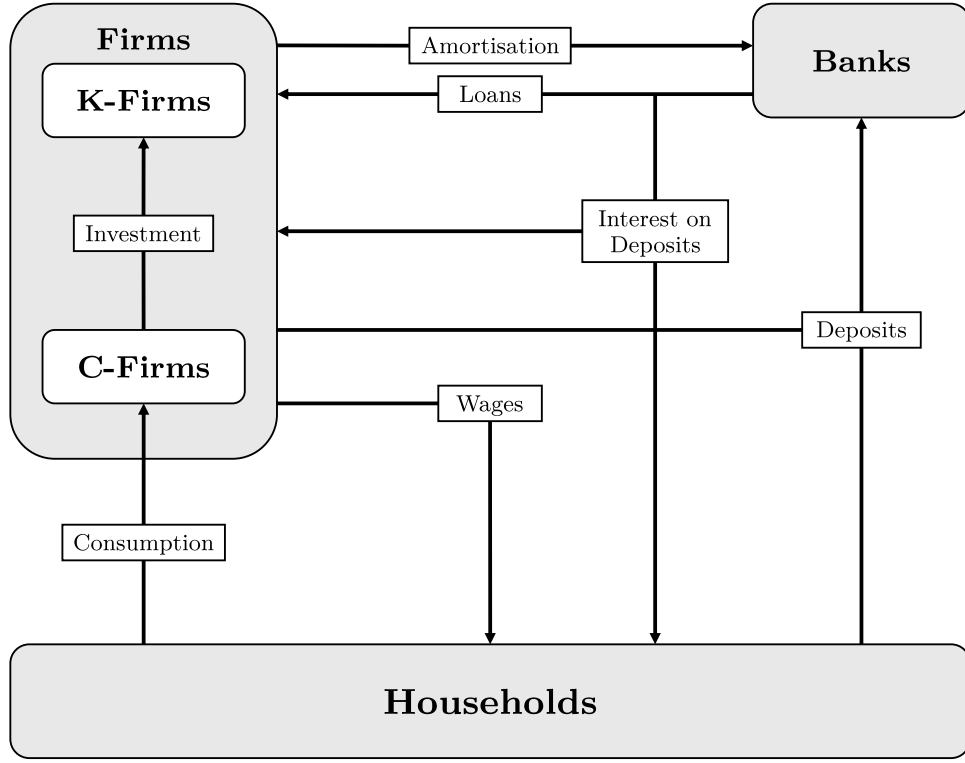 Firms
K-Firms
Investment
C-Firms
Consumption
Amortisation
Loans
Banks
Interest on
Deposits
Deposits
Wages
Households